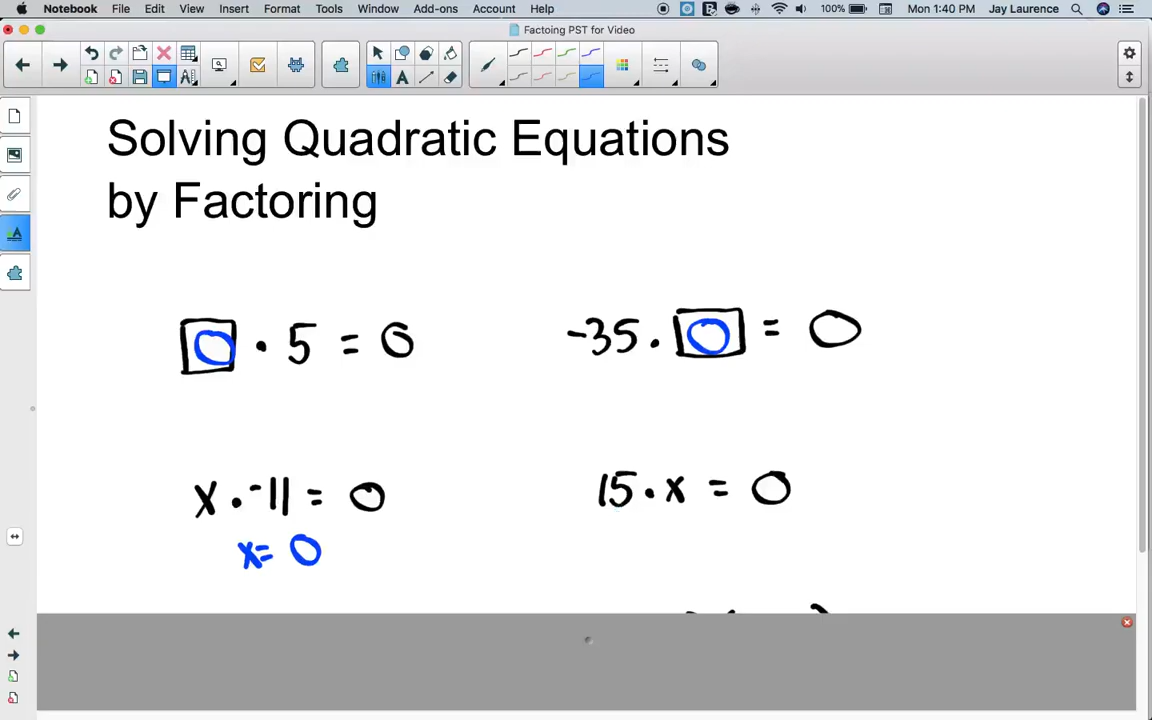 Notebook File Edit View Insert Format Tools Window Add-ons Account Help 100% Mon 1:40 PM Jay Laurence
Factoing PST for Video
Solving Quadratic Equations
by Factoring
0 · 5 = 0
-35 · 0 = 0
x · -11 = 0
x = 0
15 · x = 0